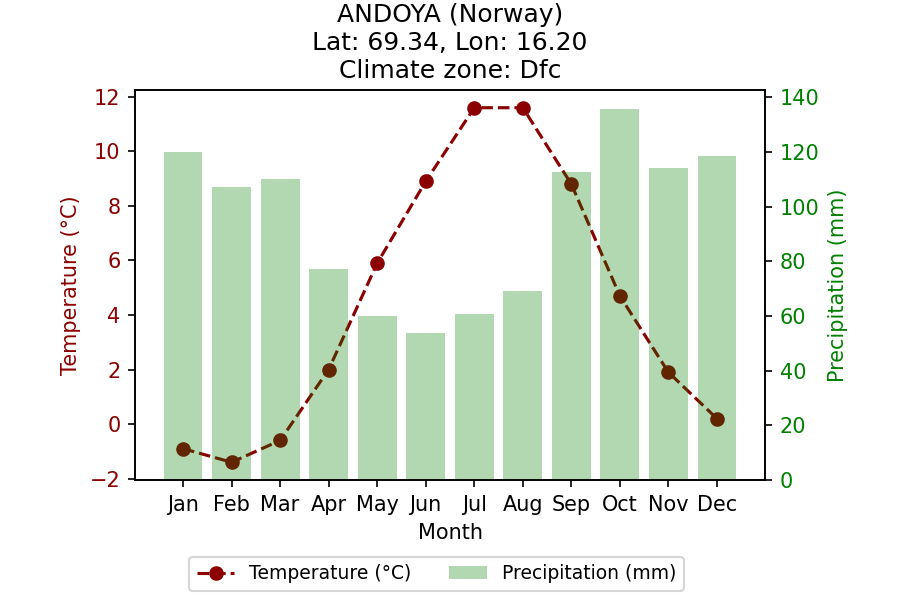 ANDOYA (Norway)
Lat: 69.34, Lon: 16.20
Climate zone: Dfc
12
10
8
6
4
2
0
−2
Temperature (°C)
140
120
100
80
60
40
20
0
Precipitation (mm)
Jan Feb Mar Apr May Jun Jul Aug Sep Oct Nov Dec
Month
Temperature (°C) Precipitation (mm)